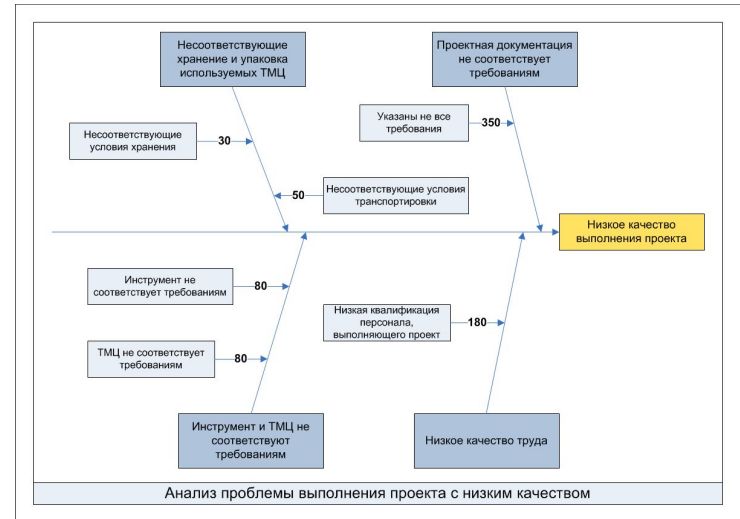 Несоответствующие
хранение и упаковка
используемых ТМЦ
Проектная документация
не соответствует
требованиям
Несоответствующие
условия хранения
30
Указаны не все
требования
350
50
Несоответствующие условия
транспортировки
Низкое качество
выполнения проекта
Инструмент не
соответствует требованиям
80
Низкая квалификация
персонала,
выполняющего проект
180
ТМЦ не соответствует
требованиям
80
Инструмент и ТМЦ не
соответствуют
требованиям
Низкое качество труда
Анализ проблемы выполнения проекта с низким качеством